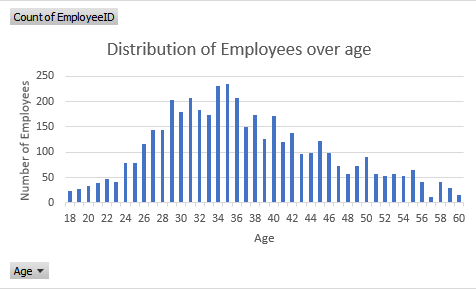 Count of EmployeeID
Distribution of Employees over age
Number of Employees
250
200
150
100
50
0
18 20 22 24 26 28 30 32 34 36 38 40 42 44 46 48 50 52 54 56 58 60
Age
Age